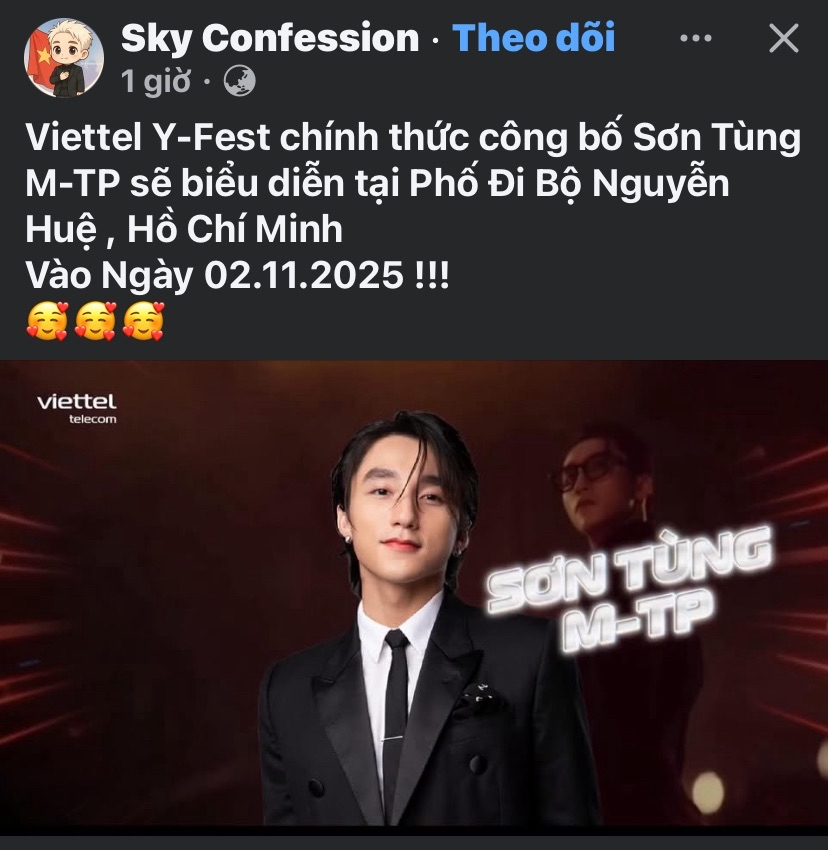 Sky Confession · Theo dõi
1 giờ ·
Viettel Y-Fest chính thức công bố Sơn Tùng
M-TP sẽ biểu diễn tại Phố Đi Bộ Nguyễn
Huệ , Hồ Chí Minh
Vào Ngày 02.11.2025 !!!
🥰🥰🥰
viettel
telecom
SƠN TÙNG
M-TP